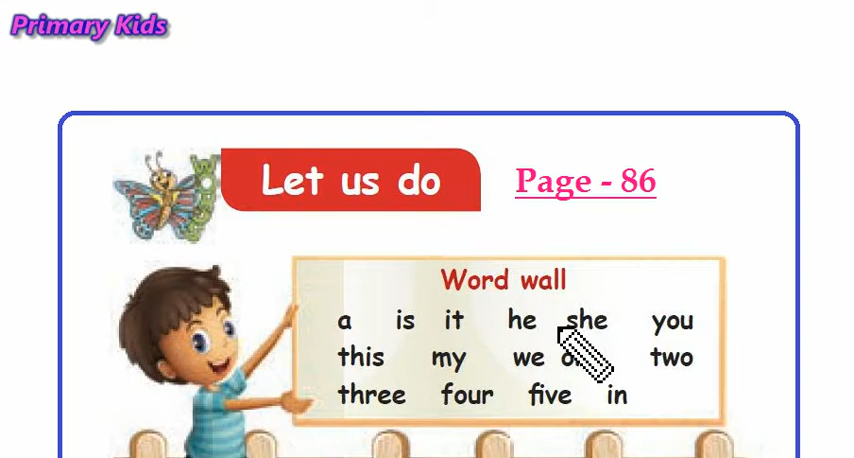 Primary Kids
Let us do
Page - 86
Word wall
a is it he she you
this my we two
three four five in